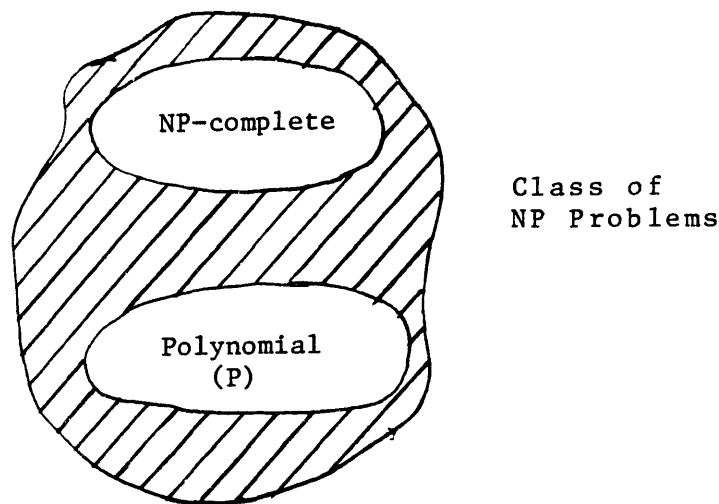 NP-complete
Class of
NP Problems
Polynomial
(P)